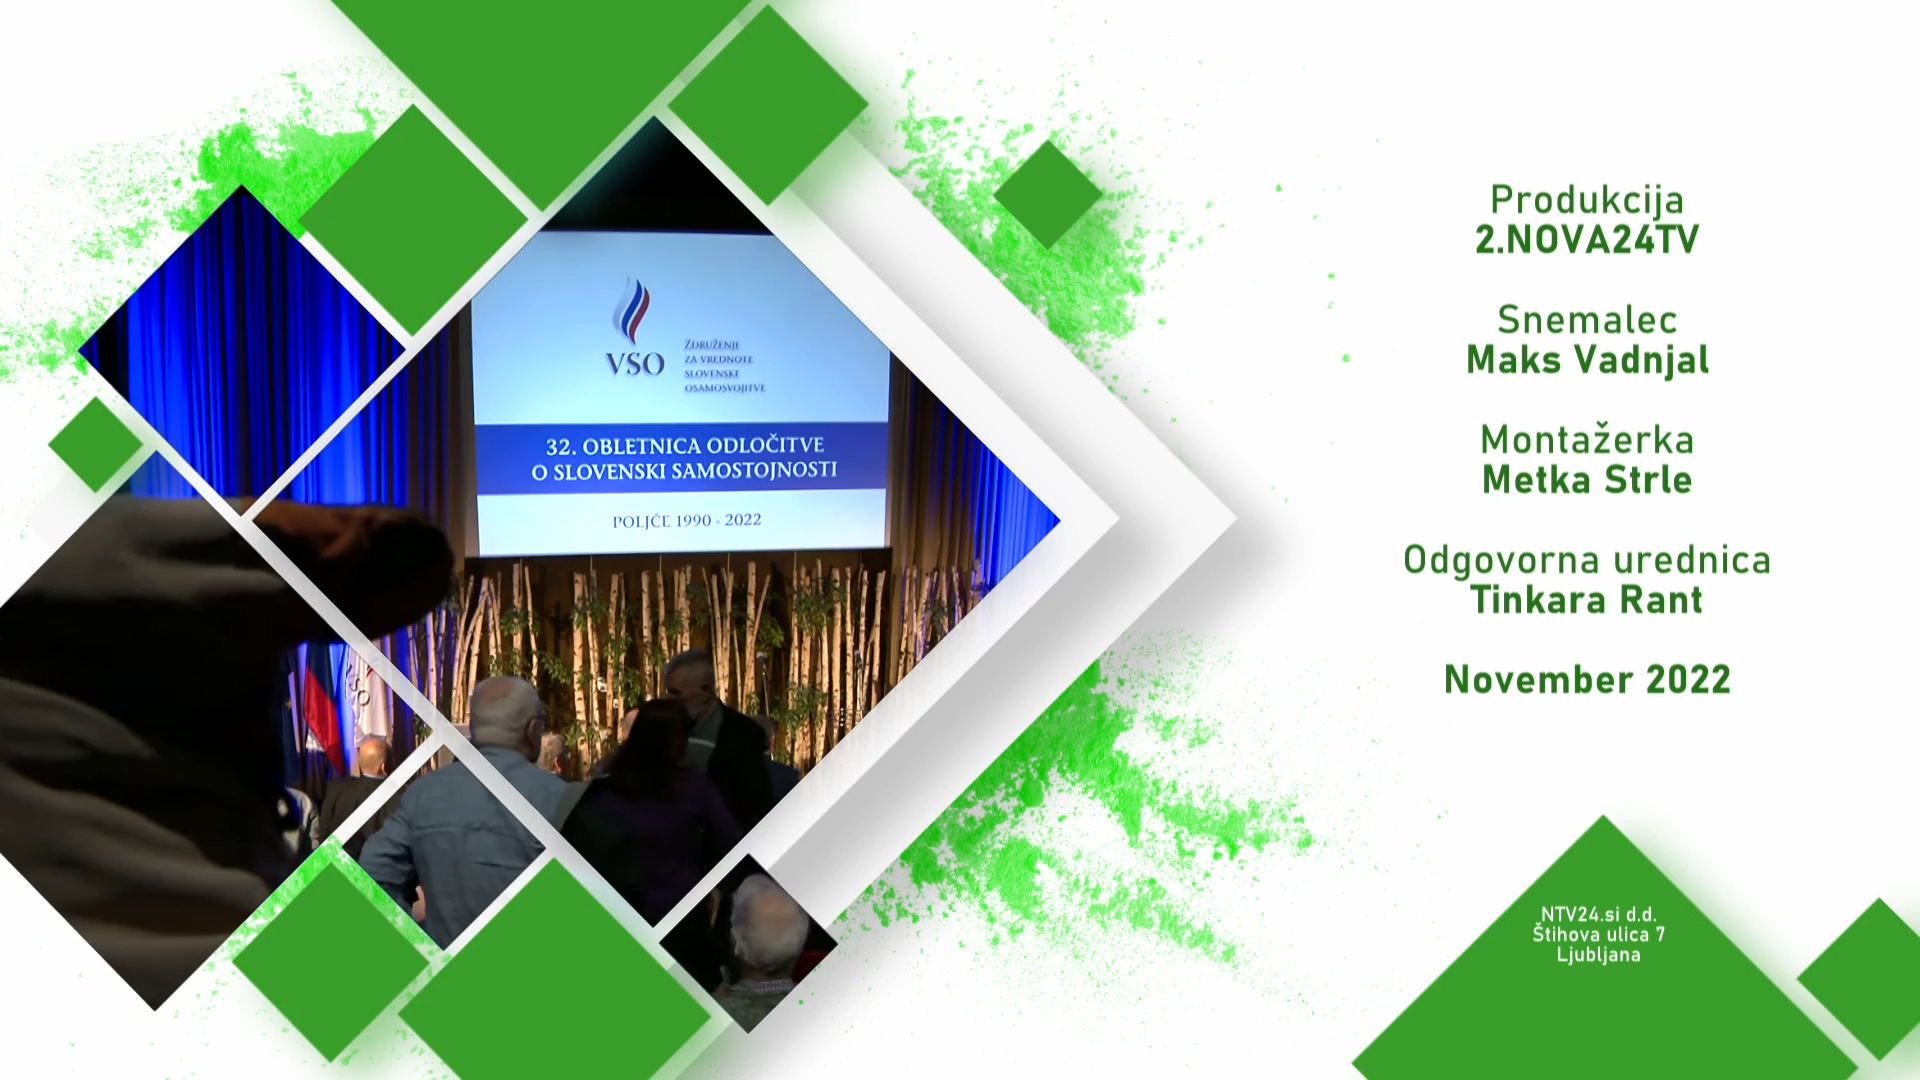 VSO
ZDRUŽENJE
ZA VREDNOTE
SLOVENSKE
OSAMOSVOJITVE
32. OBLETNICA ODLOČITVE
O SLOVENSKI SAMOSTOJNOSTI
POLJČE 1990 - 2022
VSO
Produkcija
2.NOVA24TV
Snemalec
Maks Vadnjal
Montažerka
Metka Strle
Odgovorna urednica
Tinkara Rant
November 2022
NTV24.si d.d.
Štihova ulica 7
Ljubljana